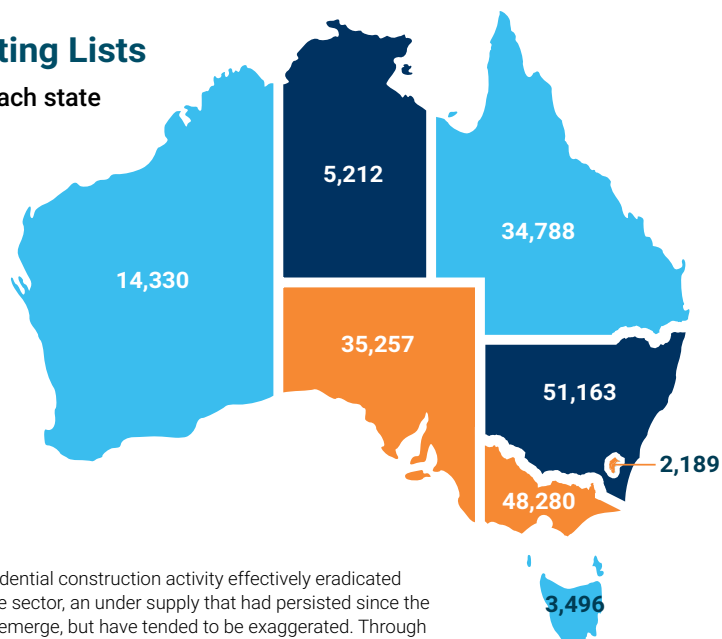 ting Lists
ach state
5,212
34,788
14,330
35,257
51,163
2,189
48,280
3,496
dential construction activity effectively eradicated
e sector, an under supply that had persisted since the
emerge, but have tended to be exaggerated. Through